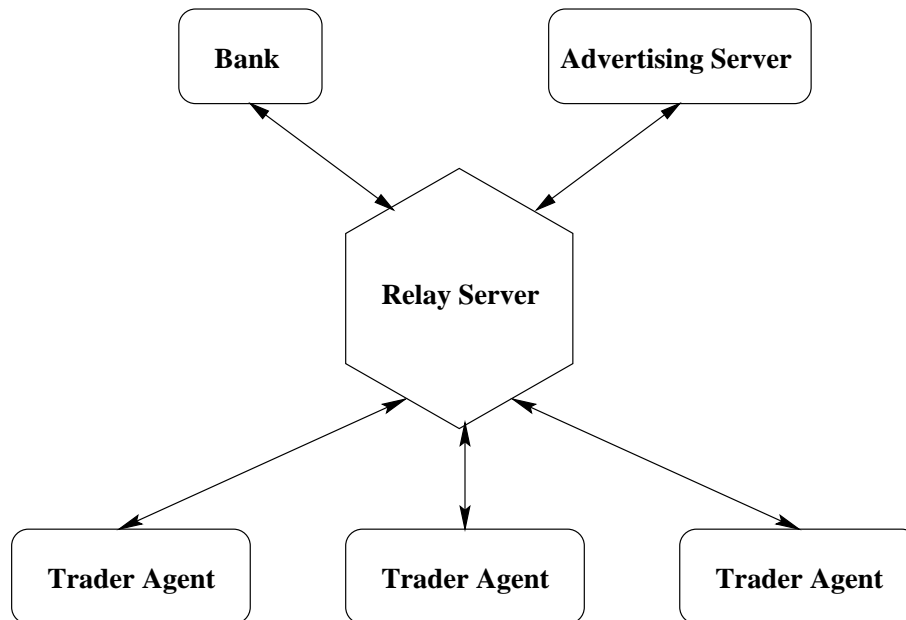 Bank
Advertising Server
Relay Server
Trader Agent
Trader Agent
Trader Agent